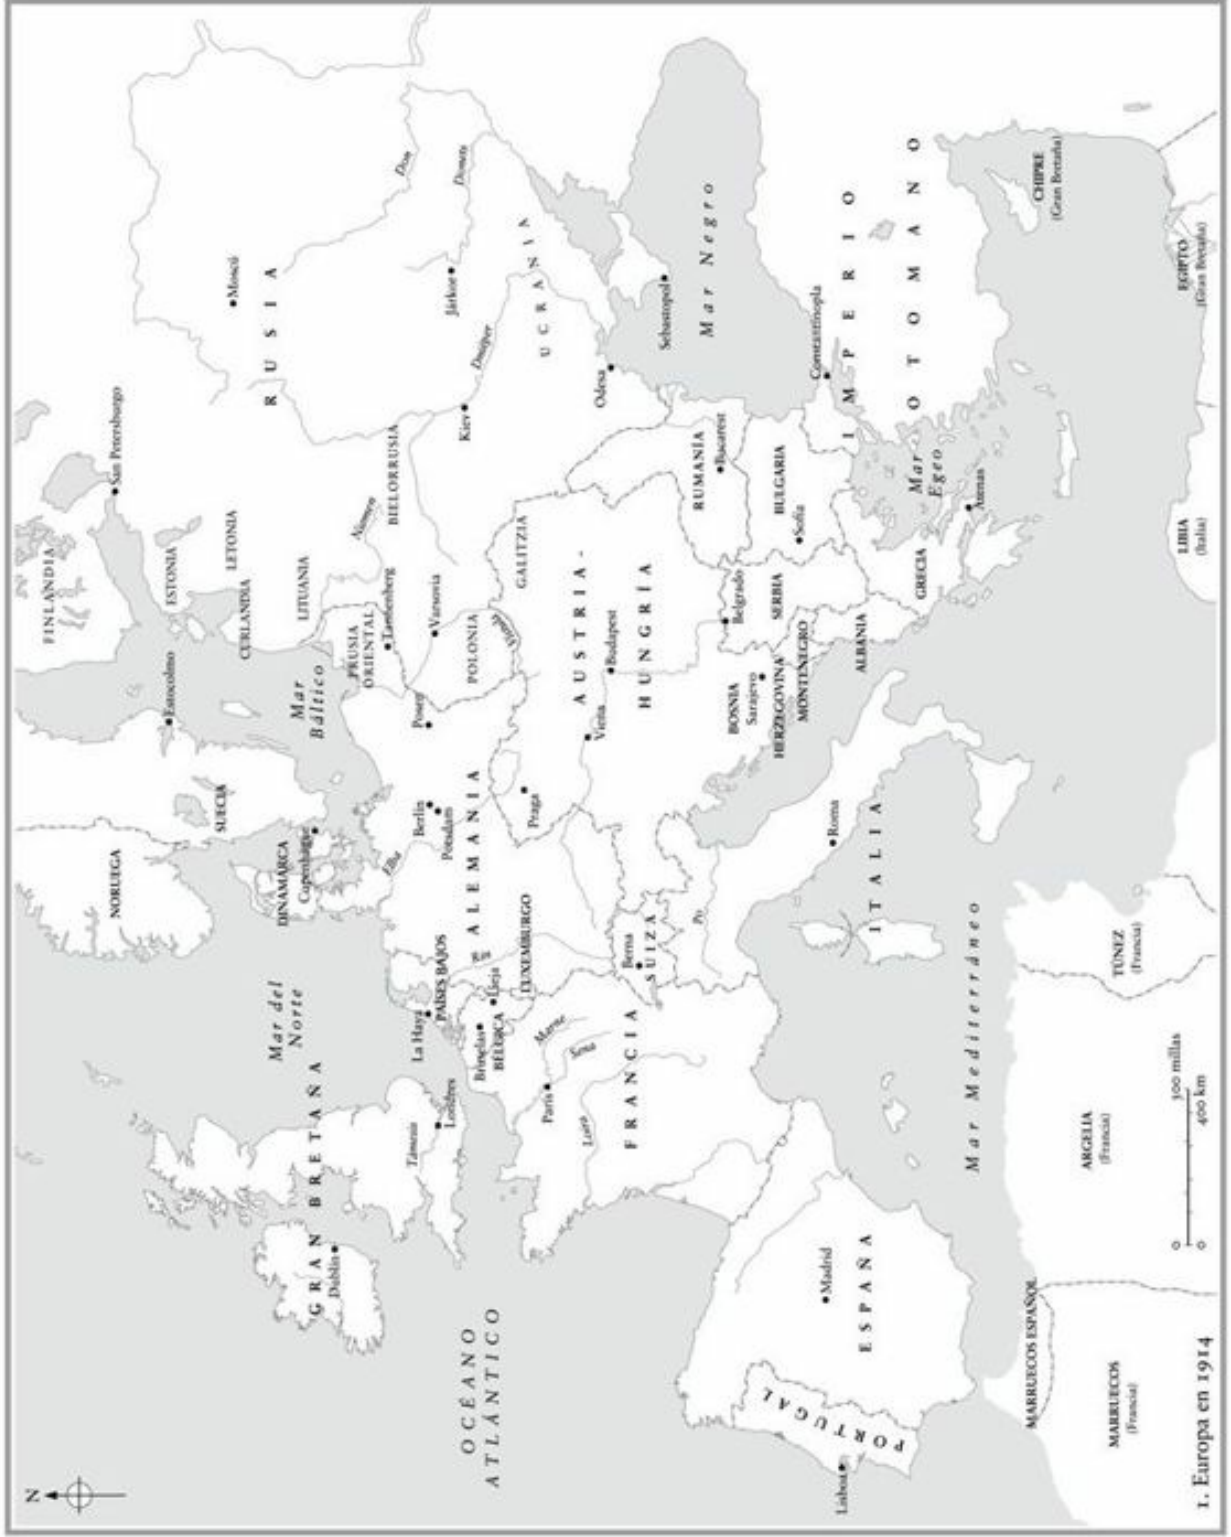 N
FINLANDIA
San Petersburgo
NORUEGA
SUECIA
Estocolmo
ESTONIA
LETONIA
CURLANDIA
LITUANIA
Moscú
RUSIA
Mar
Báltico
DINAMARCA
Copenhague
Mar del
Norte
GRAN BRETAÑA
Dublín
Támesis
Londres
PRUSIA
ORIENTAL
Tannenberg
Niemen
BIELORRUSIA
Don
Donets
Járkov
Kiev
Dniéper
UCRANIA
Varsovia
POLONIA
Posen
Berlín
Potsdam
Elba
ALEMANIA
La Haya
PAÍSES BAJOS
Bruselas
BÉLGICA
Lieja
LUXEMBURGO
OCÉANO
ATLÁNTICO
París
Marne
Sena
Loira
FRANCIA
Berna
SUIZA
Praga
GALITZIA
Viena
Budapest
AUSTRIA-
HUNGRÍA
Odesa
Sebastopol
Mar Negro
RUMANÍA
Bucarest
Belgrado
SERBIA
BULGARIA
Sofía
BOSNIA
Sarajevo
HERZEGOVINA
MONTENEGRO
ALBANIA
GRECIA
Atenas
Mar
Egeo
Constantinopla
IMPERIO
OTOMANO
CHIPRE
(Gran Bretaña)
EGIPTO
(Gran Bretaña)
LIBIA
(Italia)
Po
Roma
ITALIA
Mar Mediterráneo
TÚNEZ
(Francia)
ARGELIA
(Francia)
Madrid
ESPAÑA
PORTUGAL
Lisboa
MARRUECOS ESPAÑOL
MARRUECOS
(Francia)
0
300 millas
0
400 km
1. Europa en 1914